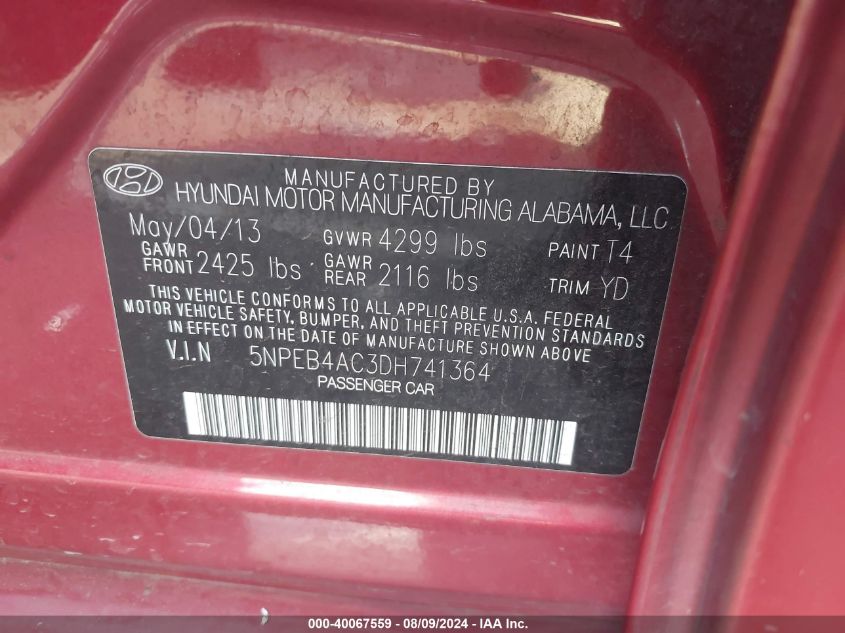 MANUFACTURED BY
HYUNDAI MOTOR MANUFACTURING ALABAMA, LLC
May/04/13 GVWR 4299 lbs PAINT T4
GAWR FRONT 2425 lbs GAWR REAR 2116 lbs TRIM YD
THIS VEHICLE CONFORMS TO ALL APPLICABLE U.S.A. FEDERAL
MOTOR VEHICLE SAFETY, BUMPER, AND THEFT PREVENTION STANDARDS
IN EFFECT ON THE DATE OF MANUFACTURE SHOWN ABOVE.
V.I.N 5NPEB4AC3DH741364
PASSENGER CAR
000-40067559 - 08/09/2024 - IAA Inc.